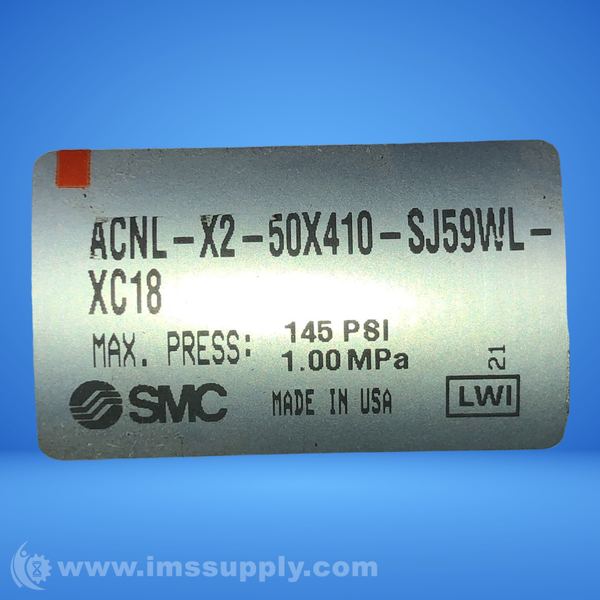 ACNL-X2-50X410-SJ59WL-
XC18
MAX. PRESS: 145 PSI
1.00 MPa
SMC MADE IN USA LWI 21
www.imssupply.com